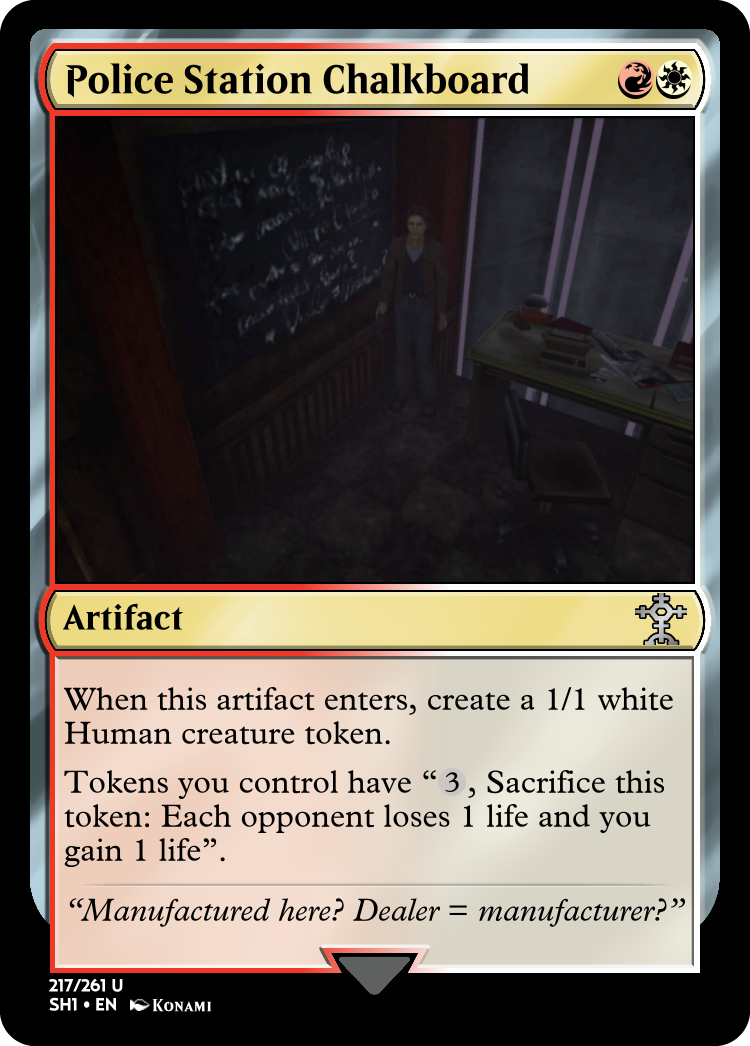 Police Station Chalkboard
Artifact
When this artifact enters, create a 1/1 white
Human creature token.
Tokens you control have “3, Sacrifice this
token: Each opponent loses 1 life and you
gain 1 life”.
“Manufactured here? Dealer = manufacturer?”
217/261 U
SH1 • EN KONAMI